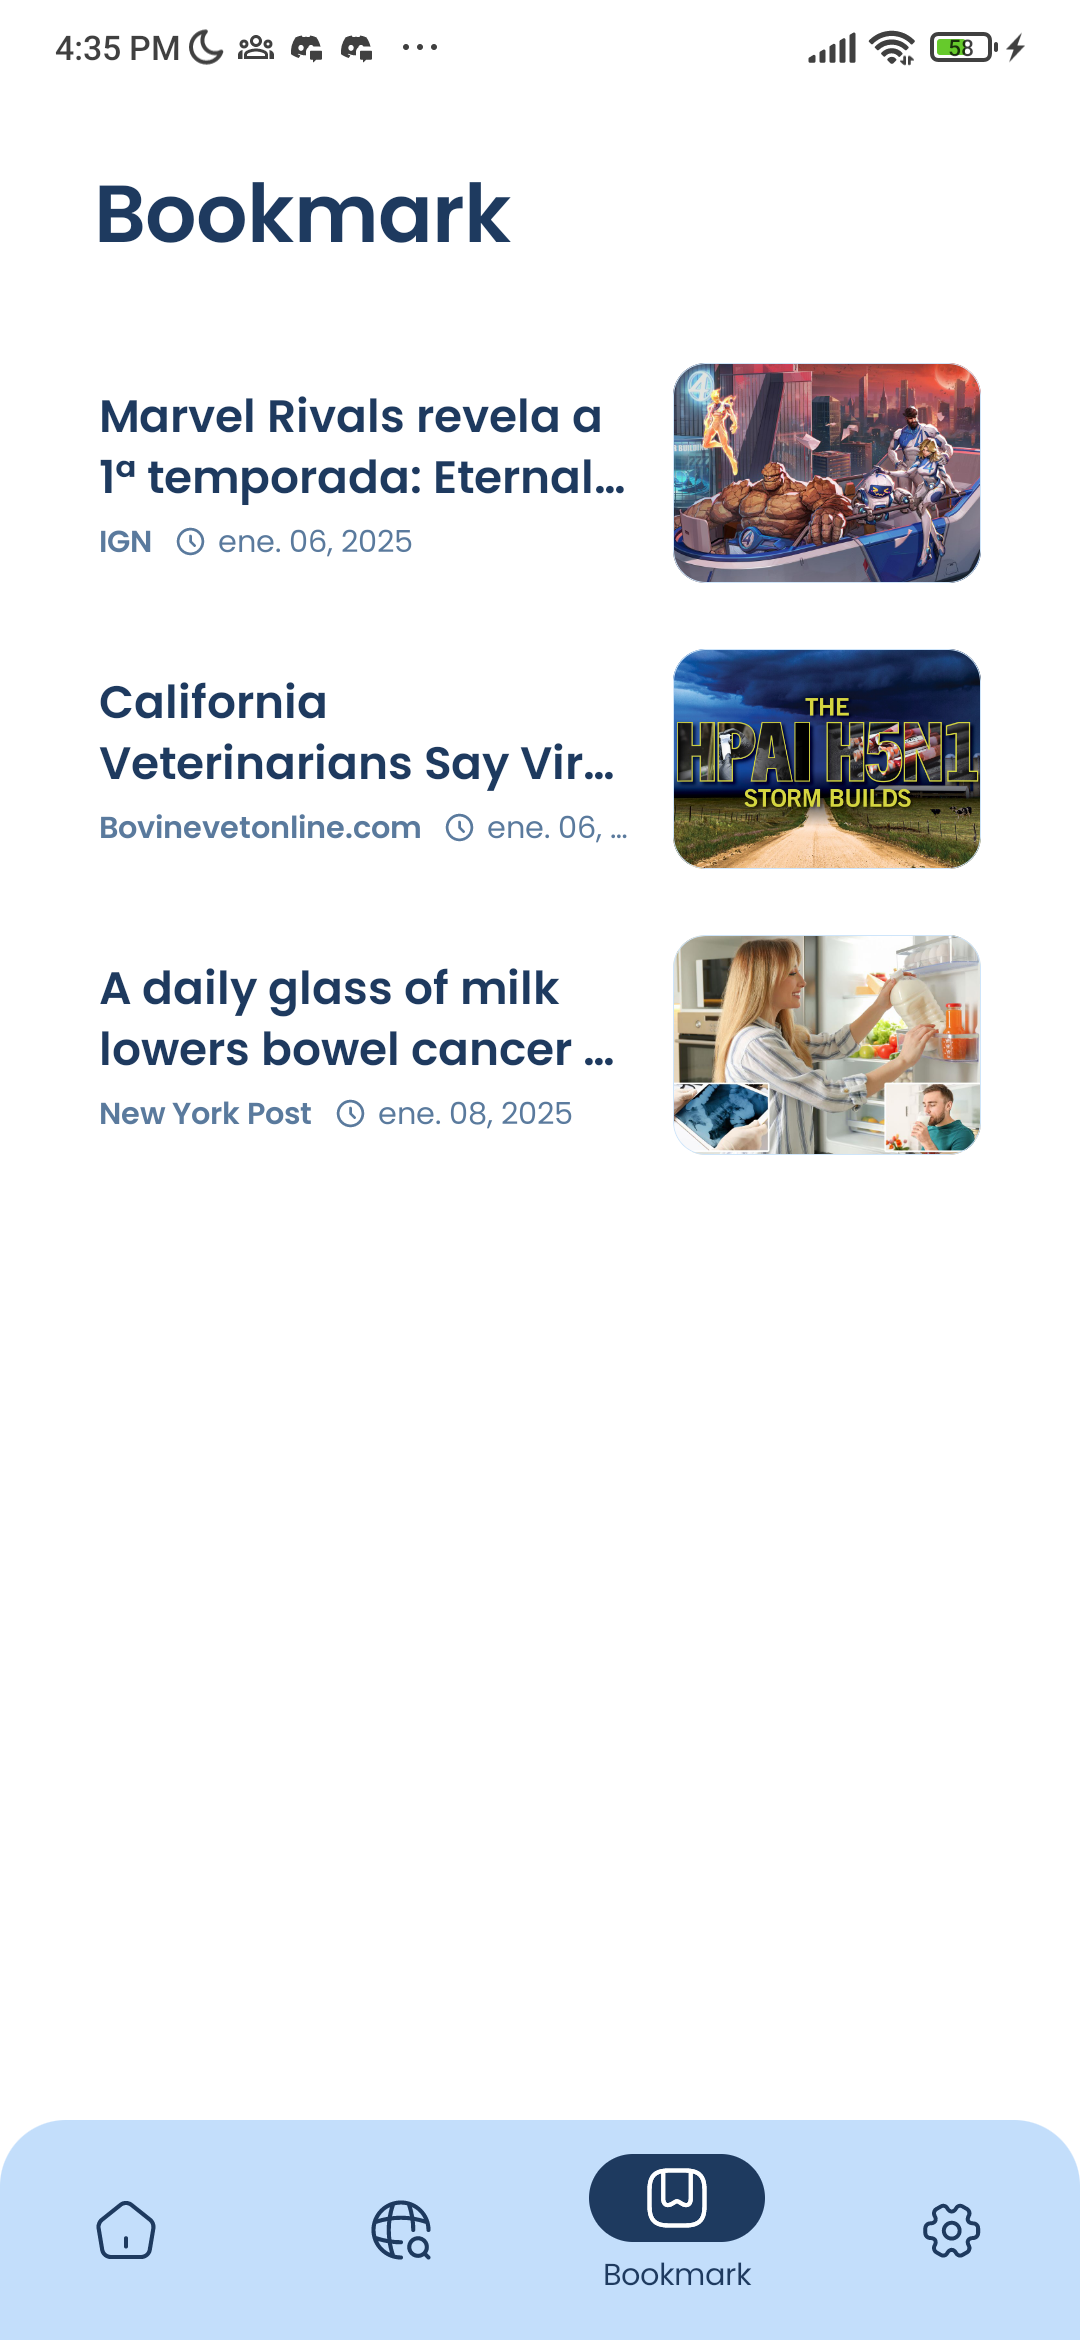 4:35 PM
58
Bookmark
Marvel Rivals revela a
1ª temporada: Eternal...
IGN ene. 06, 2025
4
4
California
Veterinarians Say Vir...
Bovinevetonline.com ene. 06, ...
THE
HPAI H5N1
STORM BUILDS
A daily glass of milk
lowers bowel cancer ...
New York Post ene. 08, 2025
Bookmark